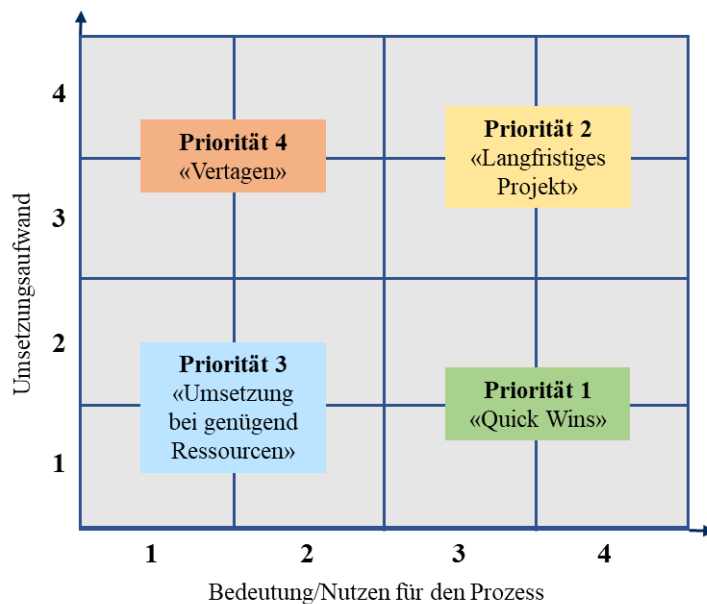 4
Priorität 4
«Vertagen»
Priorität 2
«Langfristiges
Projekt»
3
Umsetzungsaufwand
2
Priorität 3
«Umsetzung
bei genügend
Ressourcen»
Priorität 1
«Quick Wins»
1
1 2 3 4
Bedeutung/Nutzen für den Prozess